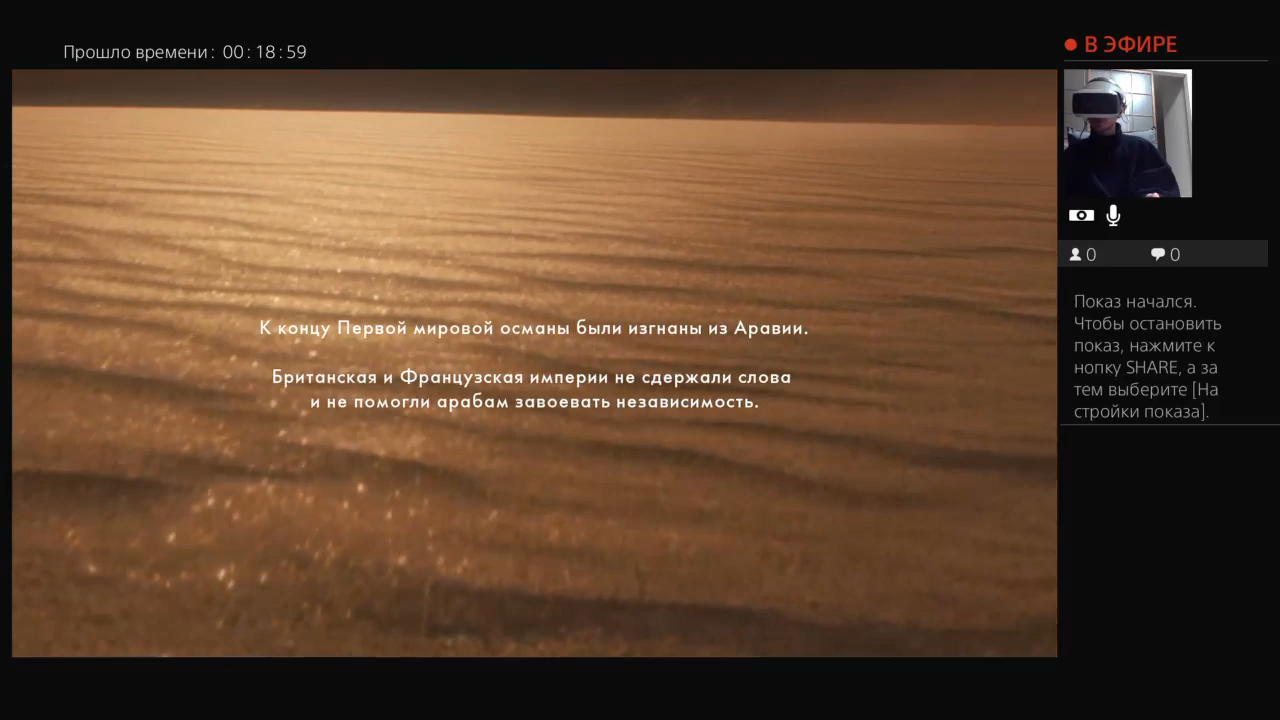 Прошло времени: 00:18:59
В ЭФИРЕ
К концу Первой мировой османы были изгнаны из Аравии.
Британская и Французская империи не сдержали слова
и не помогли арабам завоевать независимость.
0 0
Показ начался.
Чтобы остановить
показ, нажмите к
нопку SHARE, а за
тем выберите [На
стройки показа].